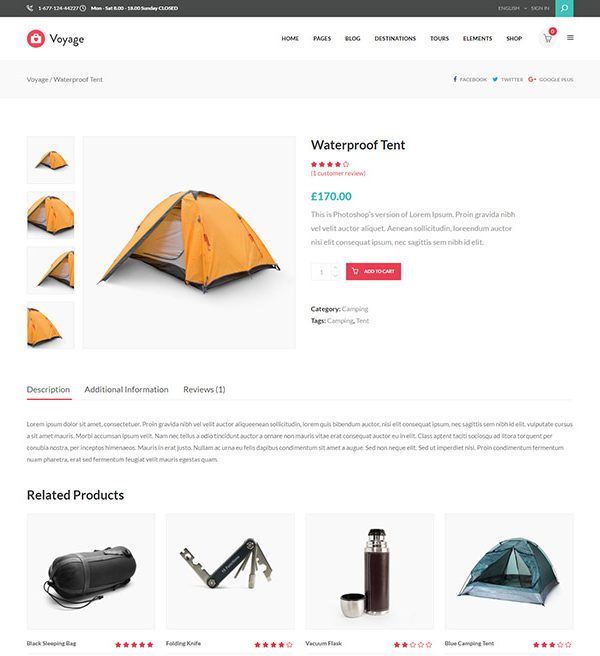 1-677-124-44227 Mon - Sat 8.00 - 18.00 Sunday CLOSED ENGLISH SIGN IN
Voyage HOME PAGES BLOG DESTINATIONS TOURS ELEMENTS SHOP 0
Voyage / Waterproof Tent FACEBOOK TWITTER GOOGLE PLUS
Waterproof Tent
(1 customer review)
£170.00
This is Photoshop's version of Lorem Ipsum. Proin gravida nibh
vel velit auctor aliquet. Aenean sollicitudin, loreendum auctor
nisi elit consequat ipsum, nec sagittis sem nibh id elit.
1 ADD TO CART
Category: Camping
Tags: Camping, Tent
Description Additional Information Reviews (1)
Lorem ipsum dolor sit amet, consectetuer. Proin gravida nibh vel velit auctor aliqueenean sollicitudin, lorem quis bibendum auctor, nisi elit consequat ipsum, nec sagittis sem nibh id elit. Duis sed odio sit amet nibh vulputate cursus
a sit amet mauris. Morbi accumsan ipsum velit. Nam nec tellus a odio tincidunt auctor a ornare non mauris vitae erat consequat auctor eu in elit. Class aptent taciti sociosqu ad litora torquent per
conubia nostra, per inceptos himenaeos. Mauris in erat justo. Nullam ac urna eu felis dapibus condimentum sit amet a augue. Sed non neque elit. Sed ut imperdiet nisi. Proin condimentum fermentum
nuam pharetra, erat sed fermentum feugiat velit mauris egestas quam.
Related Products
Black Sleeping Bag Folding Knife Vacuum Flask Blue Camping Tent